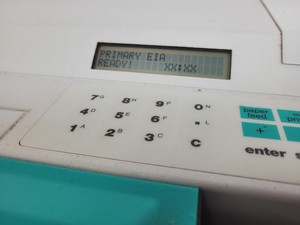 PRIMARY EIA
READY! XX:XX
7 G 8 H 9 F 0 N
4 D 5 E 6 F • L
1 A 2 B 3 C C
paper feed
+ −
enter